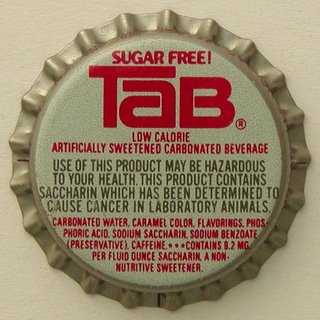 SUGAR FREE!
TaB®
LOW CALORIE
ARTIFICIALLY SWEETENED CARBONATED BEVERAGE
USE OF THIS PRODUCT MAY BE HAZARDOUS
TO YOUR HEALTH. THIS PRODUCT CONTAINS
SACCHARIN WHICH HAS BEEN DETERMINED TO
CAUSE CANCER IN LABORATORY ANIMALS.
CARBONATED WATER, CARAMEL COLOR, FLAVORINGS, PHOS-
PHORIC ACID, SODIUM SACCHARIN, SODIUM BENZOATE
(PRESERVATIVE), CAFFEINE. •••CONTAINS 8.2 MG.
PER FLUID OUNCE SACCHARIN, A NON-
NUTRITIVE SWEETENER.